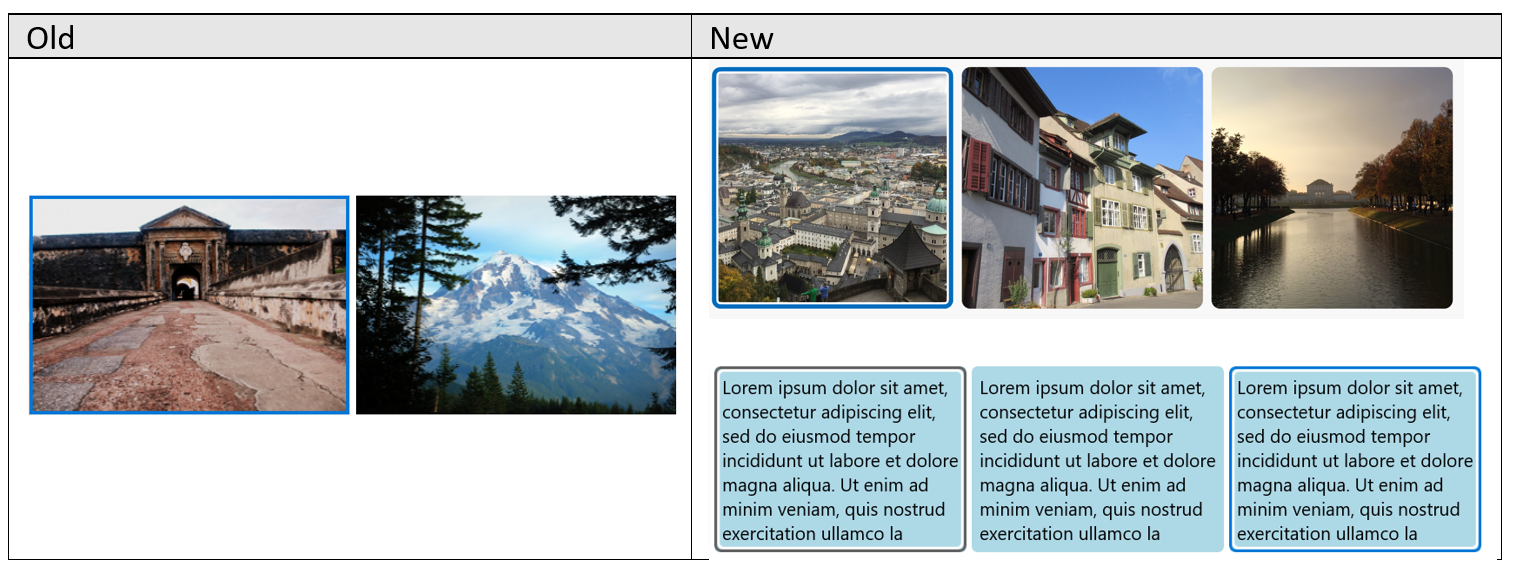 Old
New
Lorem ipsum dolor sit amet,
consectetur adipiscing elit,
sed do eiusmod tempor
incididunt ut labore et dolore
magna aliqua. Ut enim ad
minim veniam, quis nostrud
exercitation ullamco la
Lorem ipsum dolor sit amet,
consectetur adipiscing elit,
sed do eiusmod tempor
incididunt ut labore et dolore
magna aliqua. Ut enim ad
minim veniam, quis nostrud
exercitation ullamco la
Lorem ipsum dolor sit amet,
consectetur adipiscing elit,
sed do eiusmod tempor
incididunt ut labore et dolore
magna aliqua. Ut enim ad
minim veniam, quis nostrud
exercitation ullamco la